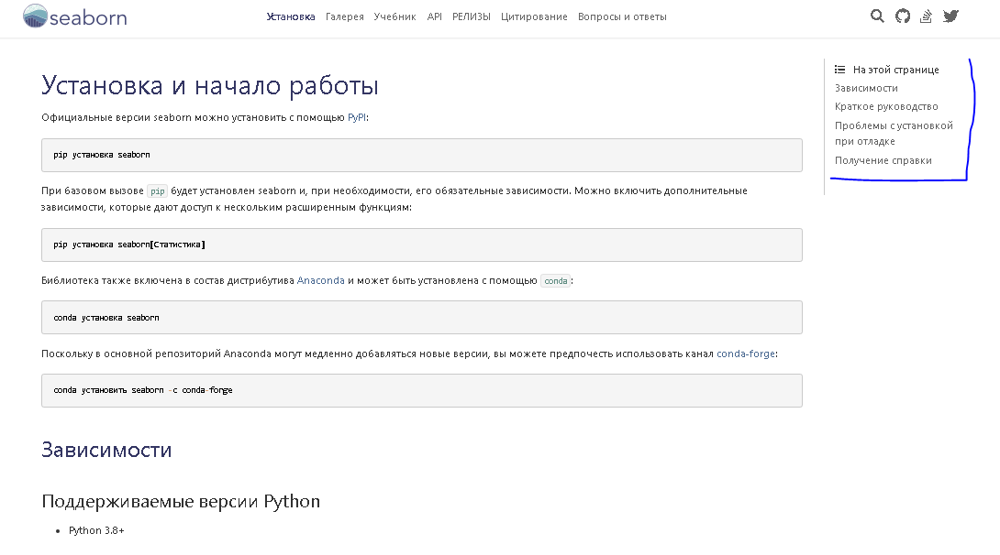 seaborn
Установка Галерея Учебник API РЕЛИЗЫ Цитирование Вопросы и ответы
Установка и начало работы
Официальные версии seaborn можно установить с помощью PyPI:
pip установка seaborn
При базовом вызове pip будет установлен seaborn и, при необходимости, его обязательные зависимости. Можно включить дополнительные
зависимости, которые дают доступ к нескольким расширенным функциям:
pip установка seaborn[Статистика]
Библиотека также включена в состав дистрибутива Anaconda и может быть установлена с помощью conda:
conda установка seaborn
Поскольку в основной репозиторий Anaconda могут медленно добавляться новые версии, вы можете предпочесть использовать канал conda-forge:
conda установить seaborn -c conda-forge
Зависимости
Поддерживаемые версии Python
Python 3.8+
На этой странице
Зависимости
Краткое руководство
Проблемы с установкой
при отладке
Получение справки